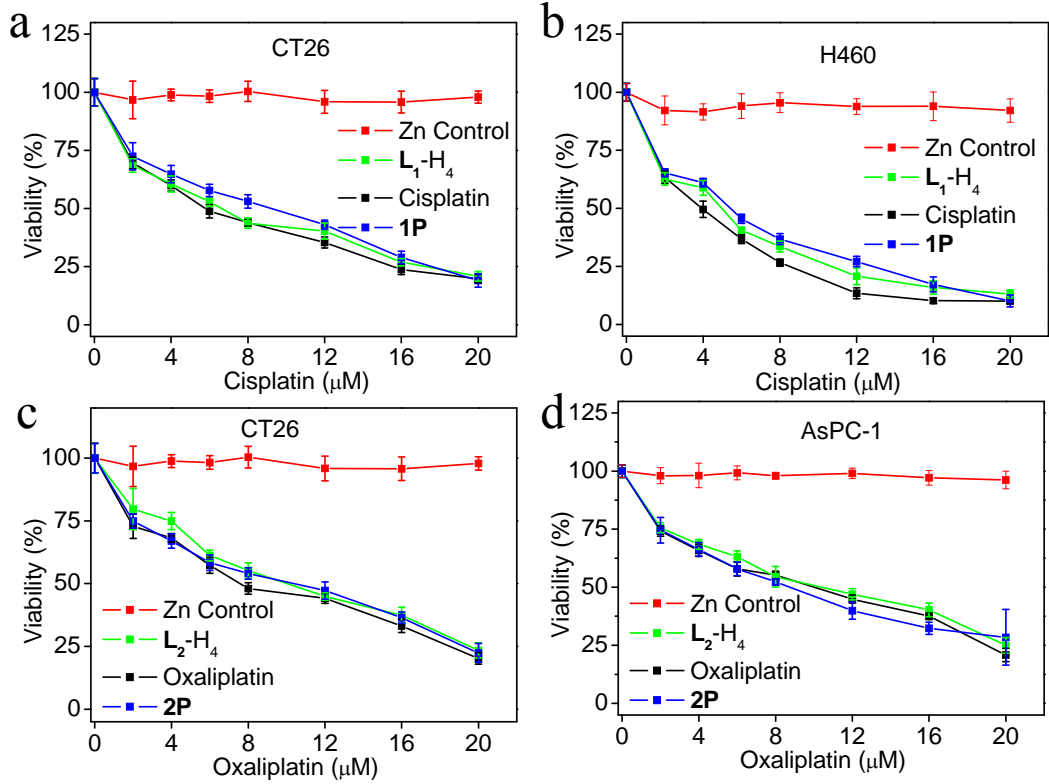 a
CT26
Viability (%)
125
100
75
50
25
0
Zn Control
L₁-H₄
Cisplatin
1P
0 4 8 12 16 20
Cisplatin (μM)
b
H460
Viability (%)
125
100
75
50
25
0
Zn Control
L₁-H₄
Cisplatin
1P
0 4 8 12 16 20
Cisplatin (μM)
c
CT26
Viability (%)
100
75
50
25
0
Zn Control
L₂-H₄
Oxaliplatin
2P
0 4 8 12 16 20
Oxaliplatin (μM)
d
AsPC-1
Viability (%)
125
100
75
50
25
0
Zn Control
L₂-H₄
Oxaliplatin
2P
0 4 8 12 16 20
Oxaliplatin (μM)